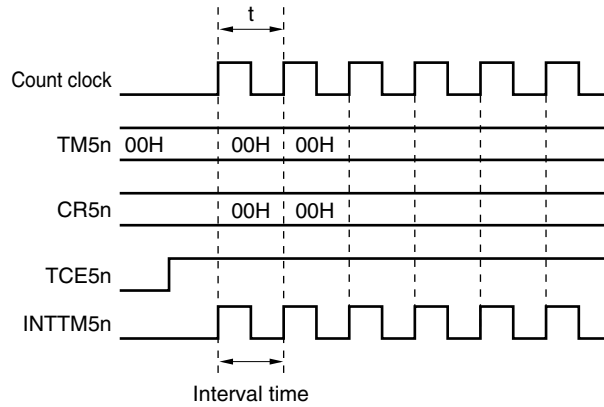 t
Count clock
TM5n 00H 00H 00H
CR5n 00H 00H
TCE5n
INTTM5n
Interval time